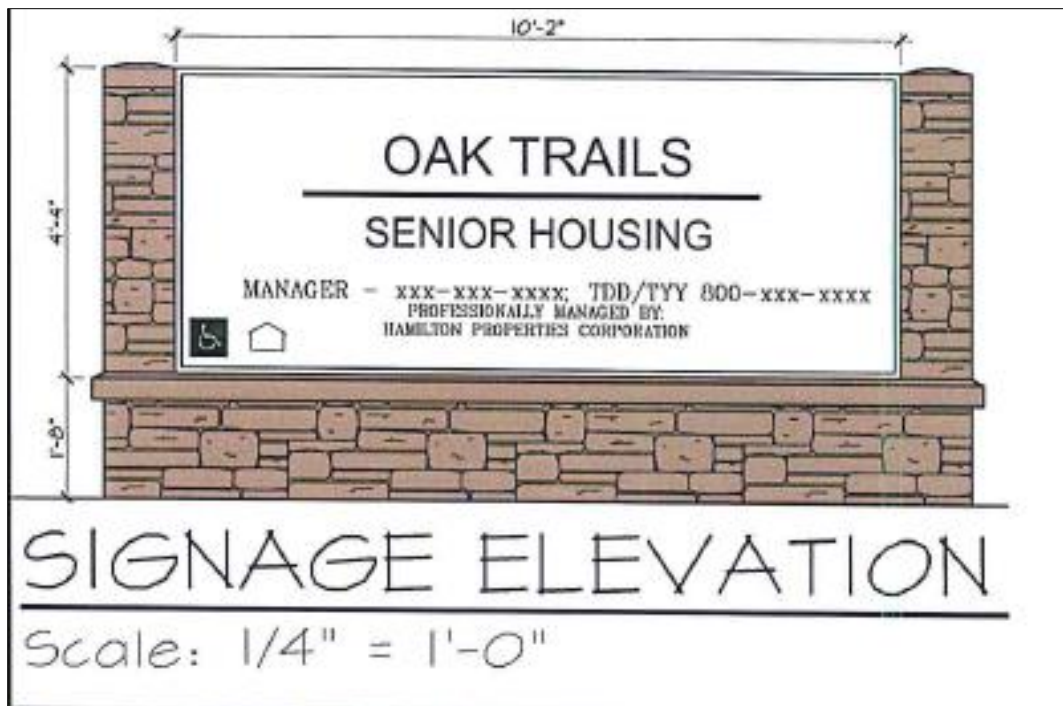 10'-2"
4'-4"
OAK TRAILS
SENIOR HOUSING
MANAGER - xxx-xxx-xxxx; TDD/TYY 800-xxx-xxxx
PROFESSIONALLY MANAGED BY:
HAMILTON PROPERTIES CORPORATION
1'-8"
SIGNAGE ELEVATION
Scale: 1/4" = 1'-0"